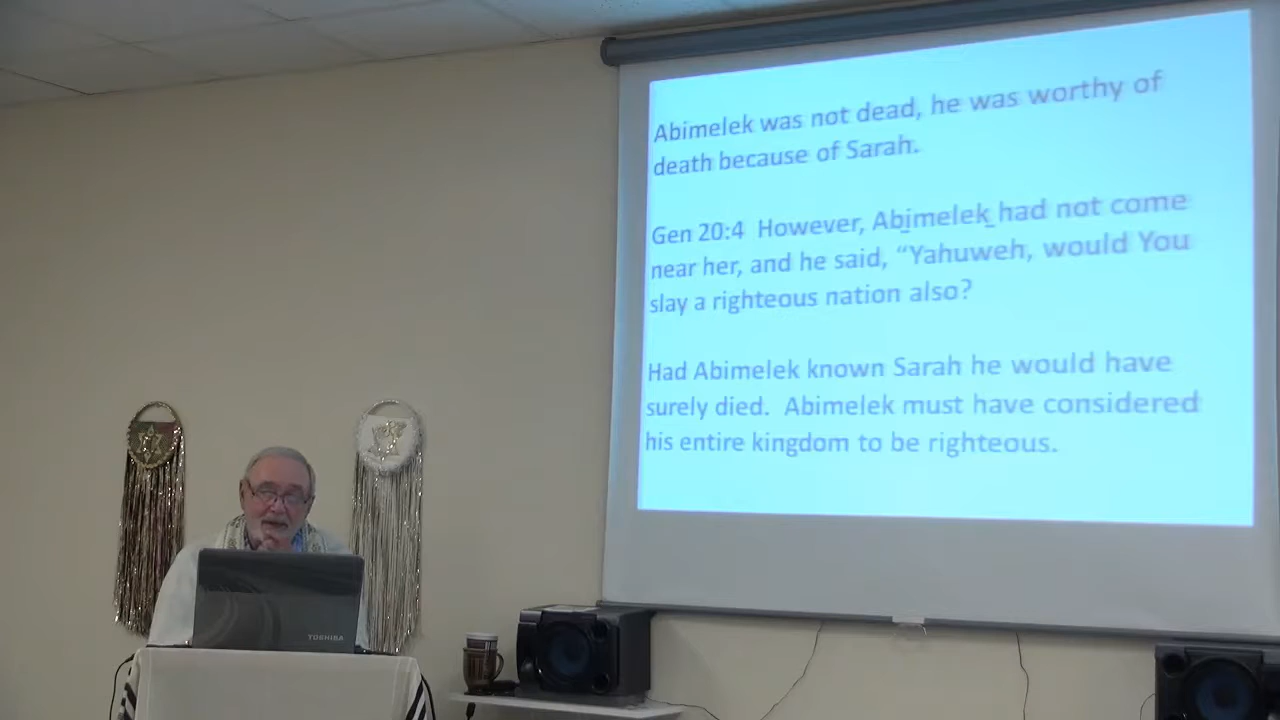 Abimelek was not dead, he was worthy of
death because of Sarah.
Gen 20:4 However, Abimelek had not come
near her, and he said, “Yahuweh, would You
slay a righteous nation also?
Had Abimelek known Sarah he would have
surely died. Abimelek must have considered
his entire kingdom to be righteous.
TOSHIBA